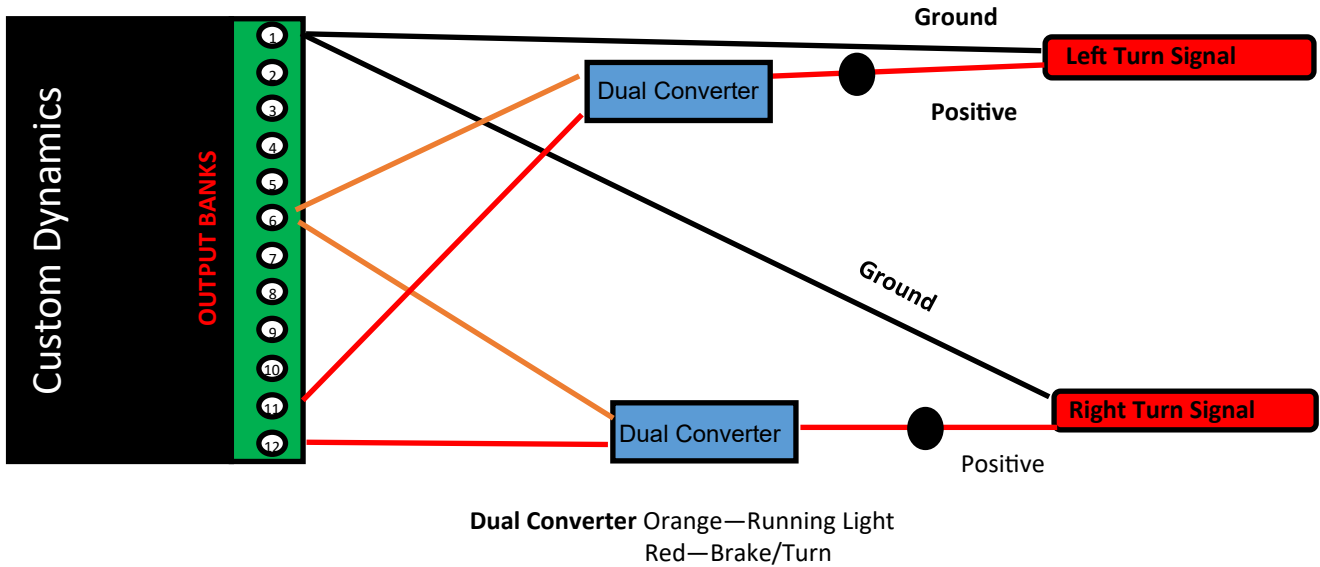 Custom Dynamics
OUTPUT BANKS
1
2
3
4
5
6
7
8
9
10
11
12
Ground
Left Turn Signal
Dual Converter
Positive
Ground
Right Turn Signal
Dual Converter
Positive
Dual Converter Orange—Running Light
Red—Brake/Turn